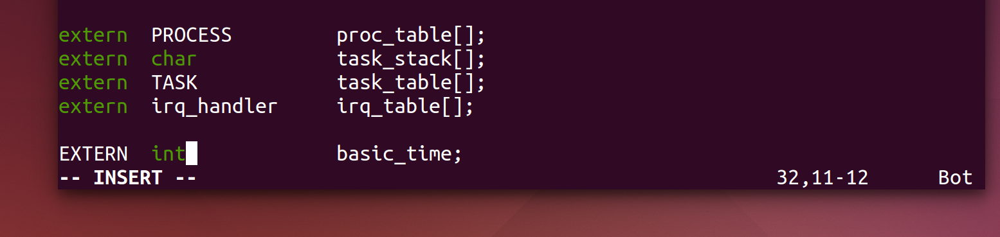 extern  PROCESS         proc_table[];
extern  char            task_stack[];
extern  TASK            task_table[];
extern  irq_handler     irq_table[];
EXTERN  int             basic_time;
-- INSERT --                                                  32,11-12      Bot